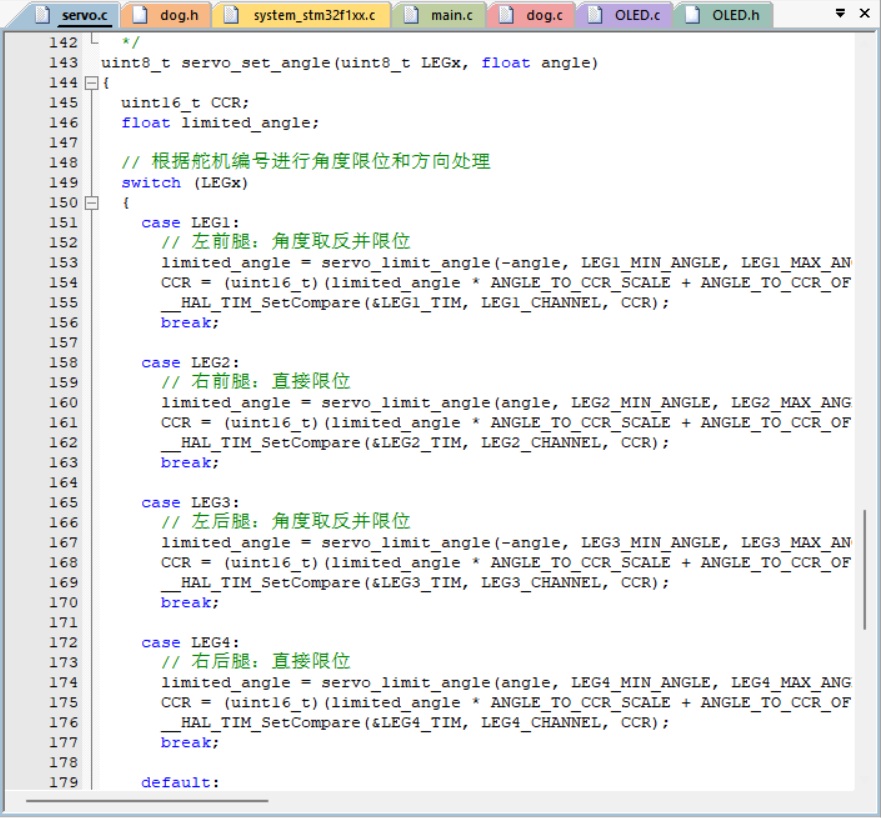 servo.c dog.h system_stm32f1xx.c main.c dog.c OLED.c OLED.h
142 */
143 uint8_t servo_set_angle(uint8_t LEGx, float angle)
144 {
145 uint16_t CCR;
146 float limited_angle;
147
148 // 根据舵机编号进行角度限位和方向处理
149 switch (LEGx)
150 {
151 case LEG1:
152 // 左前腿: 角度取反并限位
153 limited_angle = servo_limit_angle(-angle, LEG1_MIN_ANGLE, LEG1_MAX_AN
154 CCR = (uint16_t)(limited_angle * ANGLE_TO_CCR_SCALE + ANGLE_TO_CCR_OF
155 __HAL_TIM_SetCompare(&LEG1_TIM, LEG1_CHANNEL, CCR);
156 break;
157
158 case LEG2:
159 // 右前腿: 直接限位
160 limited_angle = servo_limit_angle(angle, LEG2_MIN_ANGLE, LEG2_MAX_ANG
161 CCR = (uint16_t)(limited_angle * ANGLE_TO_CCR_SCALE + ANGLE_TO_CCR_OF
162 __HAL_TIM_SetCompare(&LEG2_TIM, LEG2_CHANNEL, CCR);
163 break;
164
165 case LEG3:
166 // 左后腿: 角度取反并限位
167 limited_angle = servo_limit_angle(-angle, LEG3_MIN_ANGLE, LEG3_MAX_AN
168 CCR = (uint16_t)(limited_angle * ANGLE_TO_CCR_SCALE + ANGLE_TO_CCR_OF
169 __HAL_TIM_SetCompare(&LEG3_TIM, LEG3_CHANNEL, CCR);
170 break;
171
172 case LEG4:
173 // 右后腿: 直接限位
174 limited_angle = servo_limit_angle(angle, LEG4_MIN_ANGLE, LEG4_MAX_ANG
175 CCR = (uint16_t)(limited_angle * ANGLE_TO_CCR_SCALE + ANGLE_TO_CCR_OF
176 __HAL_TIM_SetCompare(&LEG4_TIM, LEG4_CHANNEL, CCR);
177 break;
178
179 default: